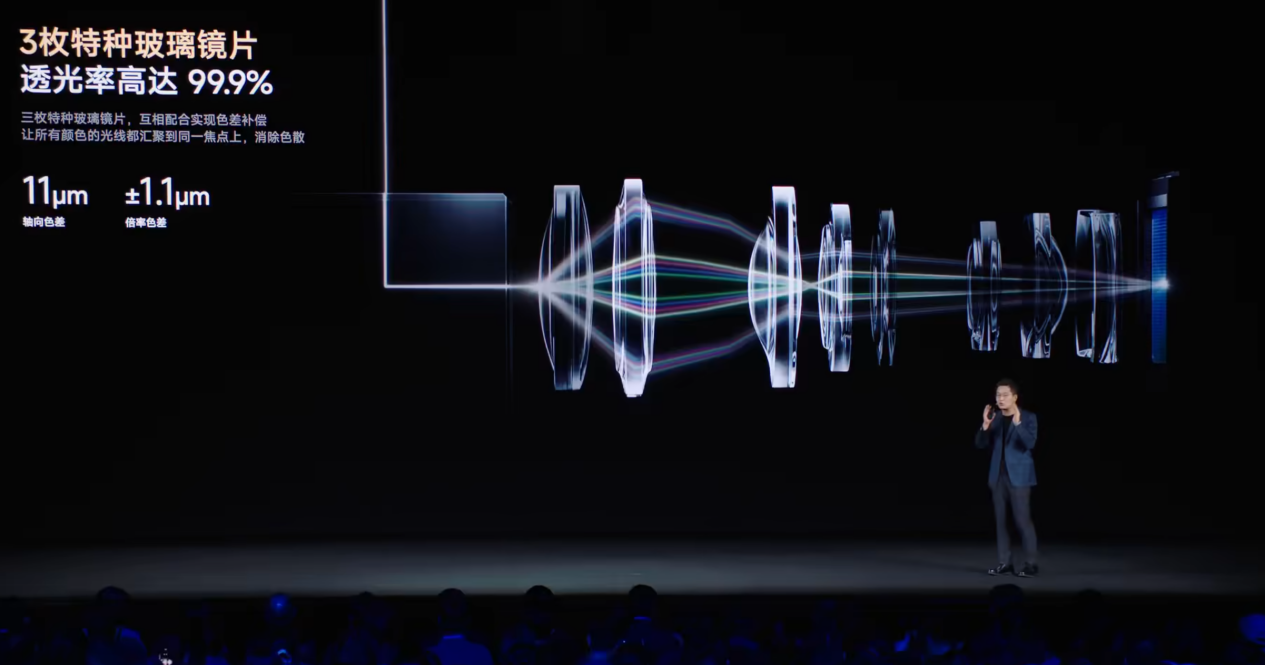 3枚特种玻璃镜片
透光率高达 99.9%
三枚特种玻璃镜片，互相配合实现色差补偿
让所有颜色的光线都汇聚到同一焦点上，消除色散
11μm
±1.1μm
轴向色差
倍率色差